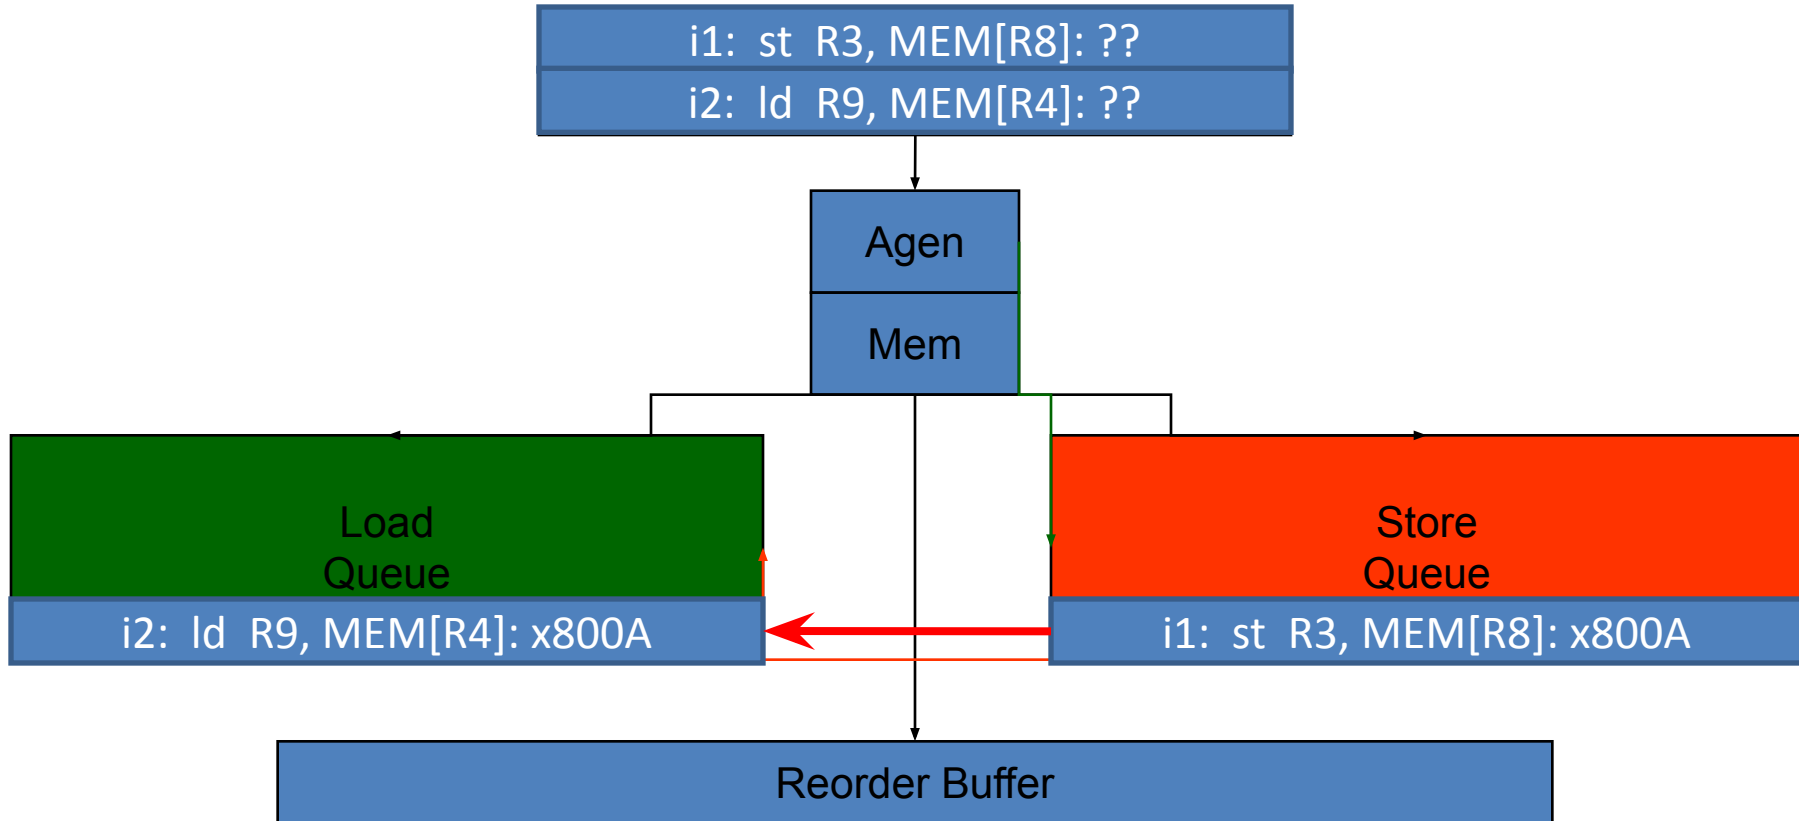 i1: st R3, MEM[R8]: ??
i2: ld R9, MEM[R4]: ??
Agen
Mem
Load
Queue
Store
Queue
i2: ld R9, MEM[R4]: x800A
i1: st R3, MEM[R8]: x800A
Reorder Buffer